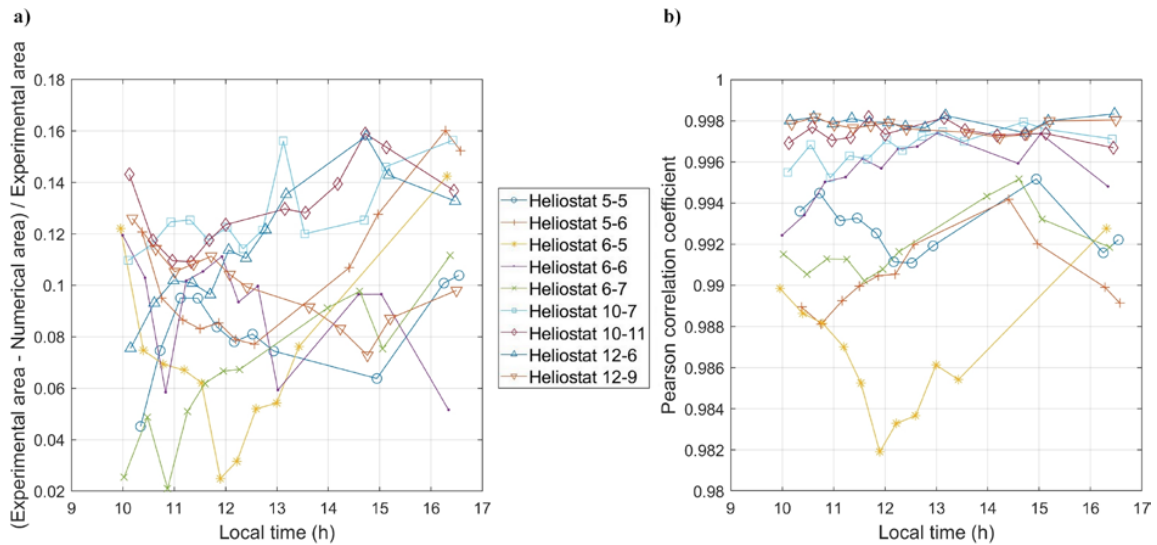 a)
(Experimental area - Numerical area) / Experimental area
0.18
0.16
0.14
0.12
0.1
0.08
0.06
0.04
0.02
9 10 11 12 13 14 15 16 17
Local time (h)
Heliostat 5-5
Heliostat 5-6
Heliostat 6-5
Heliostat 6-6
Heliostat 6-7
Heliostat 10-7
Heliostat 10-11
Heliostat 12-6
Heliostat 12-9
b)
Pearson correlation coefficient
1
0.998
0.996
0.994
0.992
0.99
0.988
0.986
0.984
0.982
0.98
9 10 11 12 13 14 15 16 17
Local time (h)